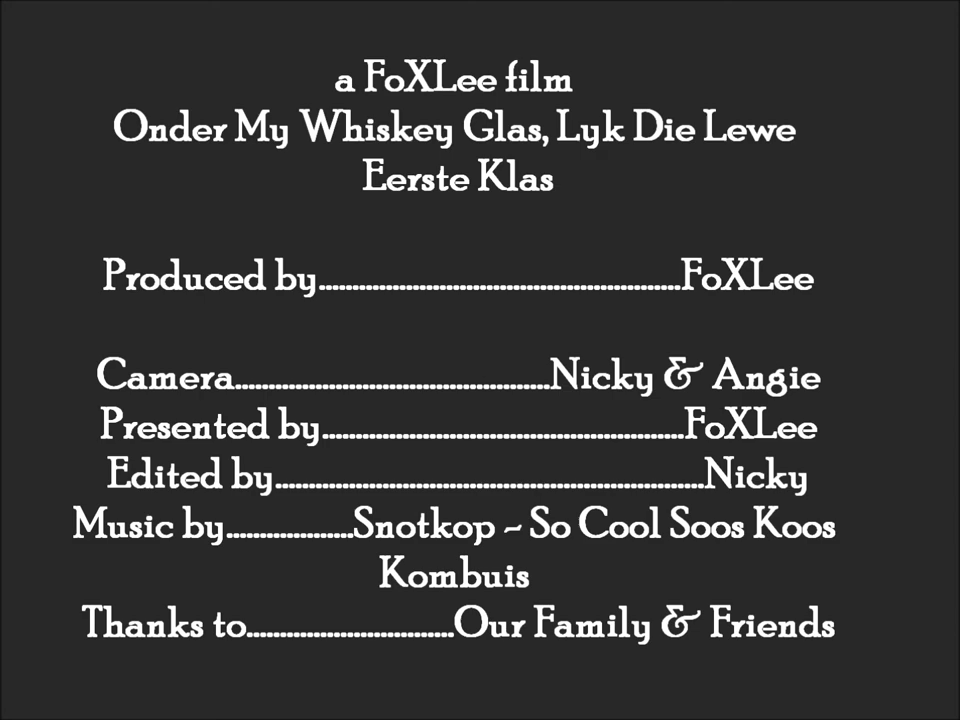 a FoXLee film
Onder My Whiskey Glas, Lyk Die Lewe
Eerste Klas
Produced by......................................................FoXLee
Camera...............................................Nicky & Angie
Presented by......................................................FoXLee
Edited by................................................................Nicky
Music by...................Snotkop ~ So Cool Soos Koos
Kombuis
Thanks to...............................Our Family & Friends